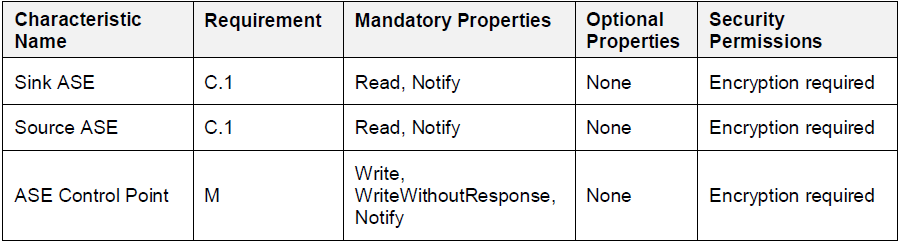 Characteristic Name | Requirement | Mandatory Properties | Optional Properties | Security Permissions
Sink ASE | C.1 | Read, Notify | None | Encryption required
Source ASE | C.1 | Read, Notify | None | Encryption required
ASE Control Point | M | Write, WriteWithoutResponse, Notify | None | Encryption required